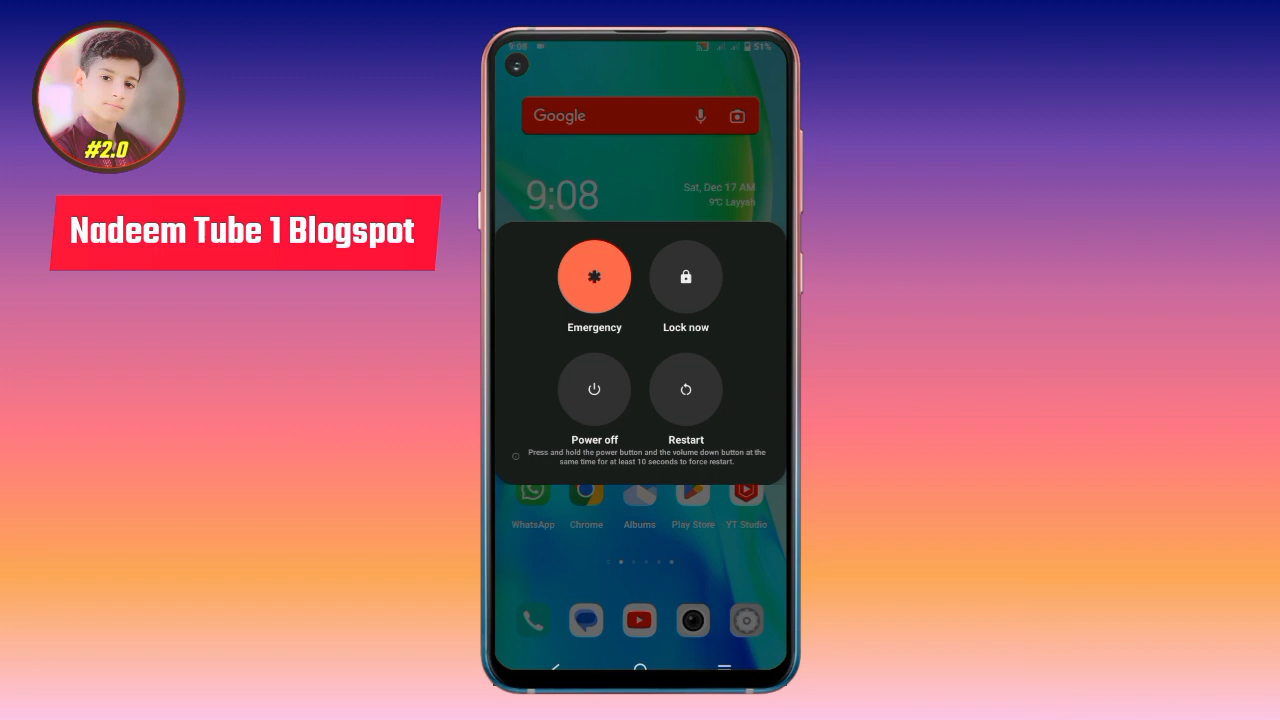 #2.0
Nadeem Tube 1 Blogspot
9:08
51%
Google
9:08
Sat, Dec 17 AM
9°C Layyah
Emergency
Lock now
Power off
Restart
Press and hold the power button and the volume down button at the
same time for at least 10 seconds to force restart.
WhatsApp
Chrome
Albums
Play Store
YT Studio